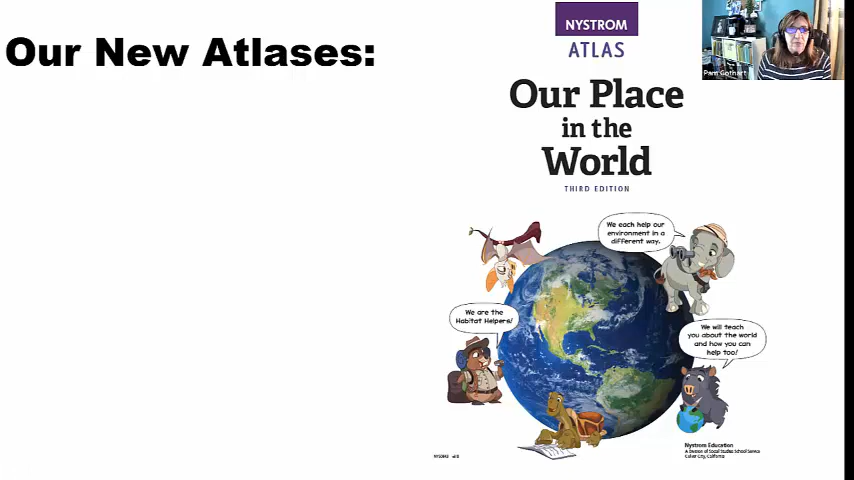 Our New Atlases:
NYSTROM
ATLAS
Our Place
in the
World
THIRD EDITION
We each help our
environment in a
different way.
We are the
Habitat Helpers!
We will teach
you about the world
and how you can
help too!
Nystrom Education
A Division of Social Studies School Service
Culver City, California